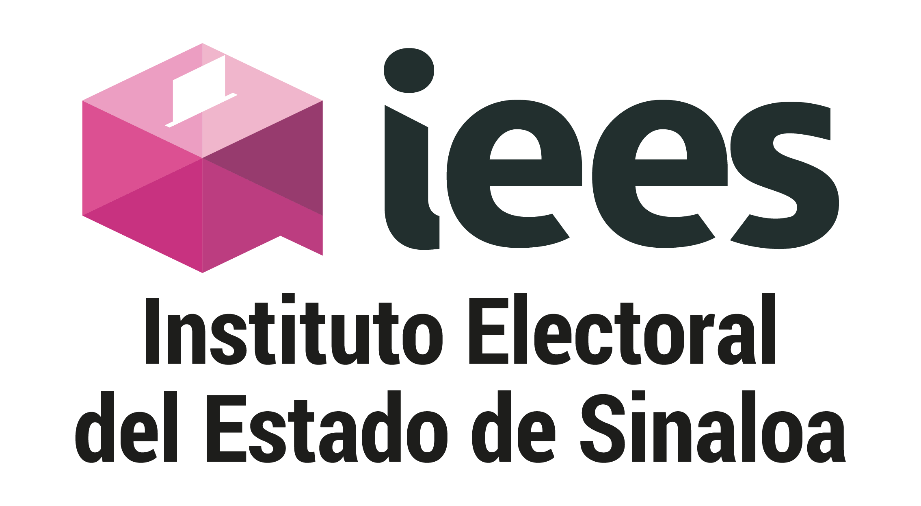 iees
Instituto Electoral
del Estado de Sinaloa